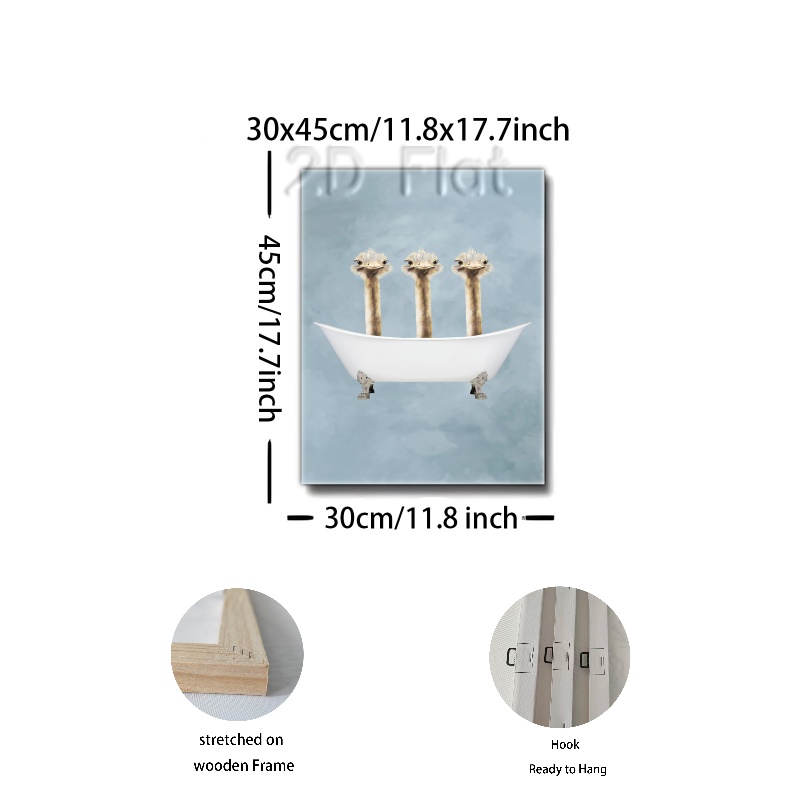 30x45cm/11.8x17.7inch
2D Flat
45cm/17.7inch
30cm/11.8 inch
stretched on
wooden Frame
Hook
Ready to Hang